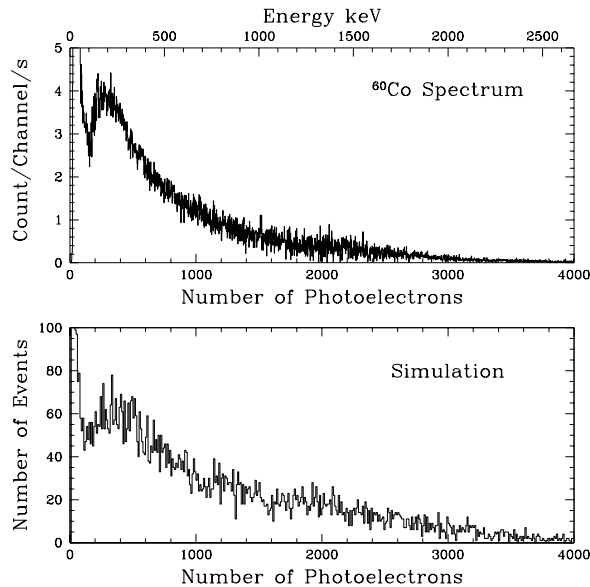 Energy keV
0 500 1000 1500 2000 2500
5
4
3
2
1
0
Count/Channel/s
⁶⁰Co Spectrum
0 1000 2000 3000 4000
Number of Photoelectrons
100
80
60
40
20
0
Number of Events
Simulation
0 1000 2000 3000 4000
Number of Photoelectrons